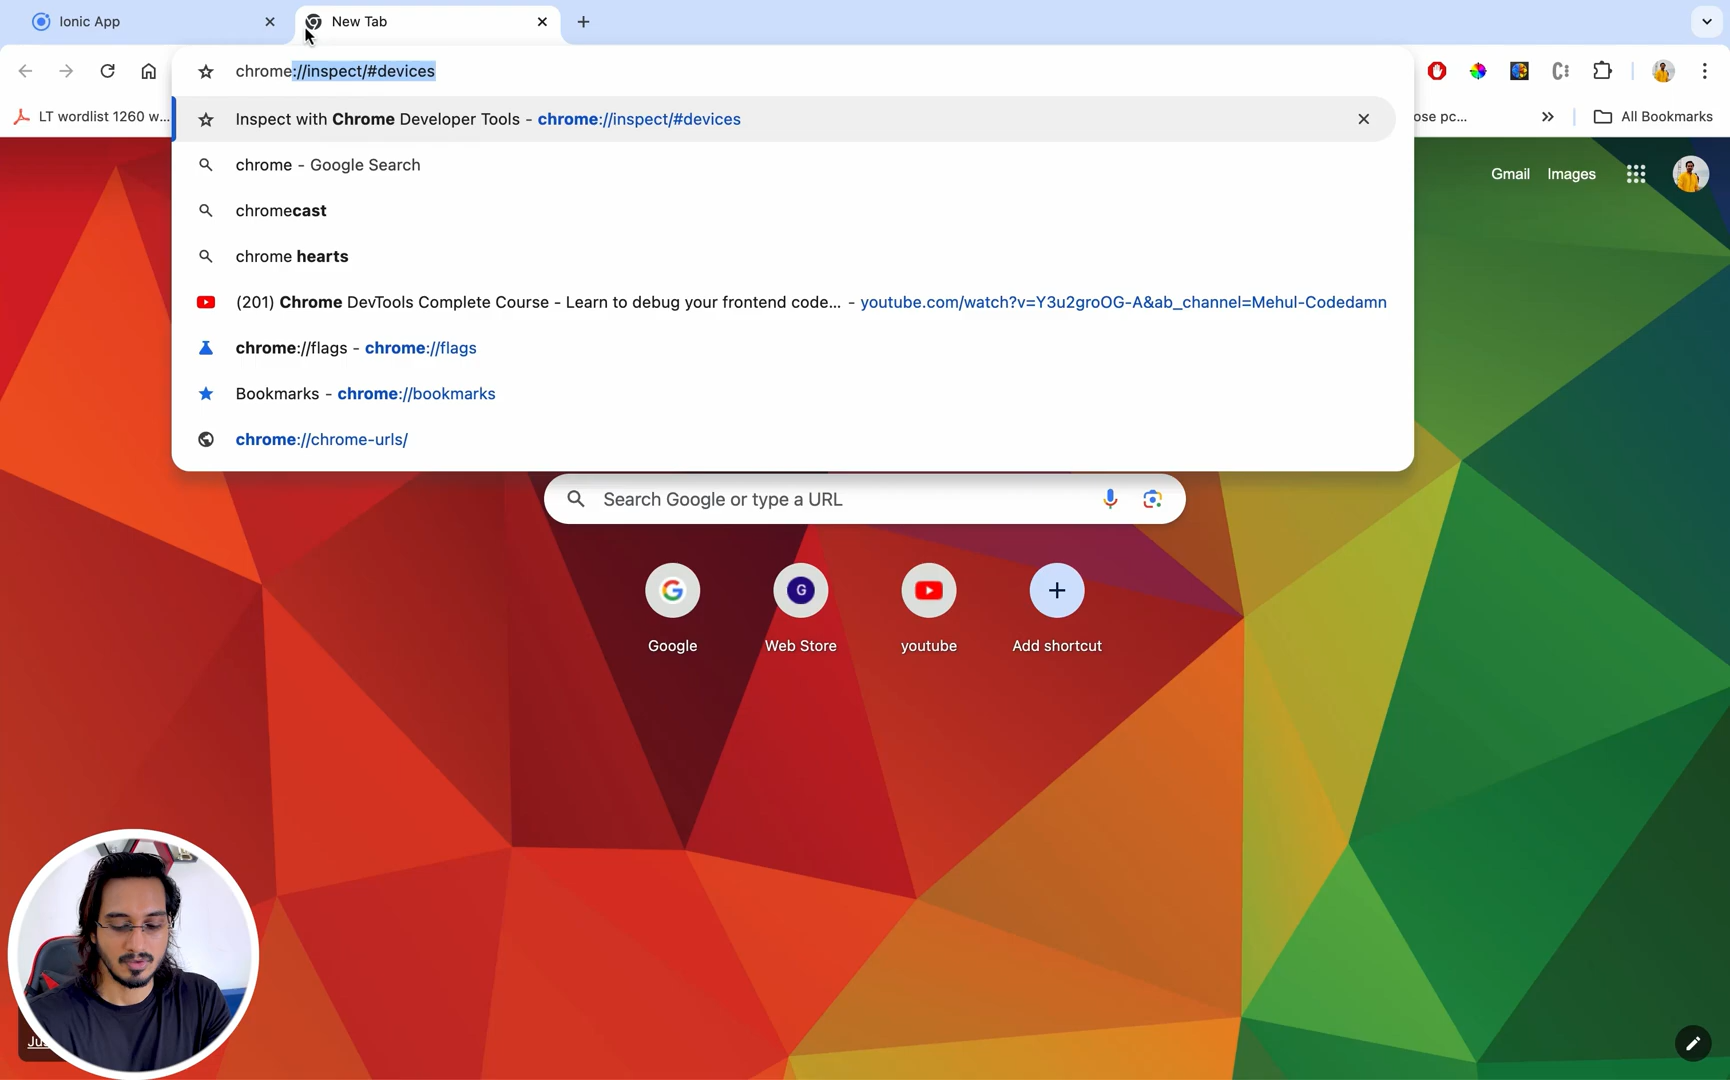 Ionic App
New Tab
chrome://inspect/#devices
LT wordlist 1260 w...
Inspect with Chrome Developer Tools - chrome://inspect/#devices
ose pc...
All Bookmarks
chrome - Google Search
Gmail
Images
chromecast
chrome hearts
(201) Chrome DevTools Complete Course - Learn to debug your frontend code... - youtube.com/watch?v=Y3u2groOG-A&ab_channel=Mehul-Codedamn
chrome://flags - chrome://flags
Bookmarks - chrome://bookmarks
chrome://chrome-urls/
Search Google or type a URL
G
Google
Web Store
youtube
Add shortcut